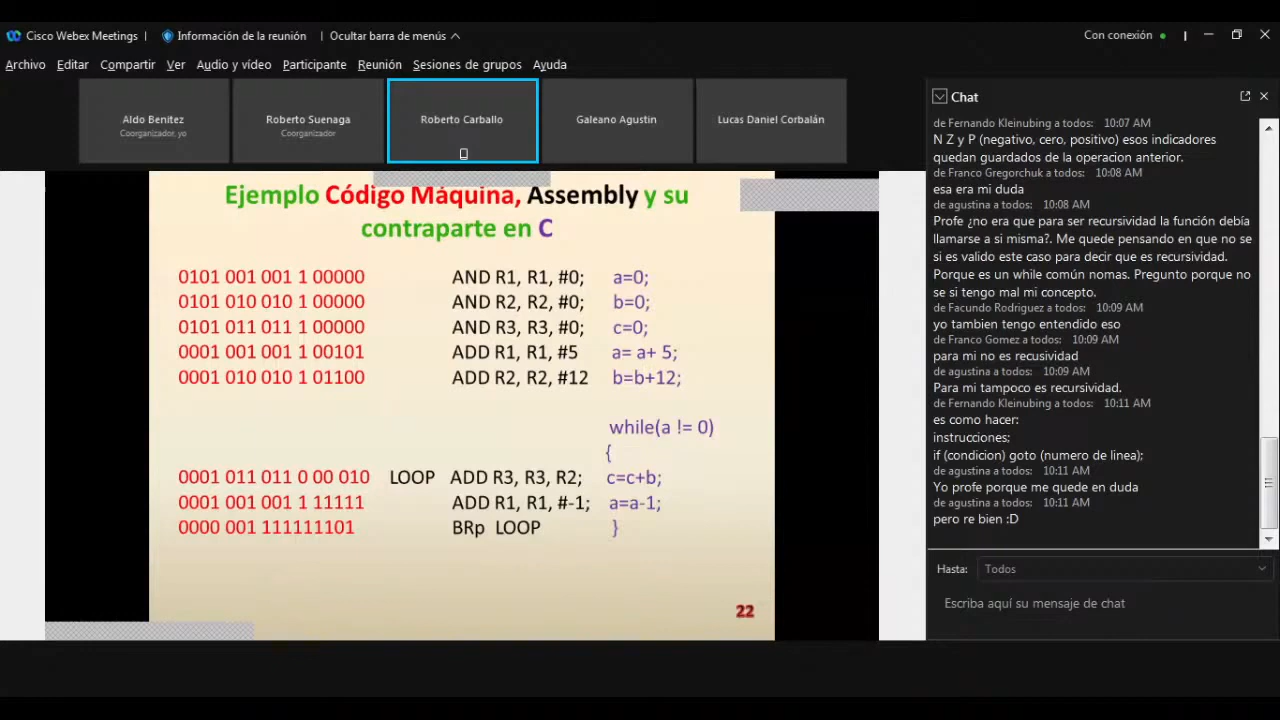 Cisco Webex Meetings | Información de la reunión | Ocultar barra de menús
Con conexión
Archivo Editar Compartir Ver Audio y vídeo Participante Reunión Sesiones de grupos Ayuda
Aldo Benitez
Coorganizador, yo
Roberto Suenaga
Coorganizador
Roberto Carballo
Galeano Agustin
Lucas Daniel Corbalán
Ejemplo Código Máquina, Assembly y su
contraparte en C
0101 001 001 1 00000 AND R1, R1, #0; a=0;
0101 010 010 1 00000 AND R2, R2, #0; b=0;
0101 011 011 1 00000 AND R3, R3, #0; c=0;
0001 001 001 1 00101 ADD R1, R1, #5 a= a+ 5;
0001 010 010 1 01100 ADD R2, R2, #12 b=b+12;
while(a != 0)
{
0001 011 011 0 00 010 LOOP ADD R3, R3, R2; c=c+b;
0001 001 001 1 11111 ADD R1, R1, #-1; a=a-1;
0000 001 111111101 BRp LOOP }
22
Chat
de Fernando Kleinubing a todos: 10:07 AM
N Z y P (negativo, cero, positivo) esos indicadores
quedan guardados de la operacion anterior.
de Franco Gregorchuk a todos: 10:08 AM
esa era mi duda
de agustina a todos: 10:08 AM
Profe ¿no era que para ser recursividad la función debía
llamarse a si misma?. Me quede pensando en que no se
si es valido este caso para decir que es recursividad.
Porque es un while común nomas. Pregunto porque no
se si tengo mal mi concepto.
de Facundo Rodriguez a todos: 10:09 AM
yo tambien tengo entendido eso
de Franco Gomez a todos: 10:09 AM
para mi no es recusividad
de agustina a todos: 10:09 AM
Para mi tampoco es recursividad.
de Fernando Kleinubing a todos: 10:11 AM
es como hacer:
instrucciones;
if (condicion) goto (numero de linea);
de agustina a todos: 10:11 AM
Yo profe porque me quede en duda
de agustina a todos: 10:11 AM
pero re bien :D
Hasta: Todos
Escriba aquí su mensaje de chat